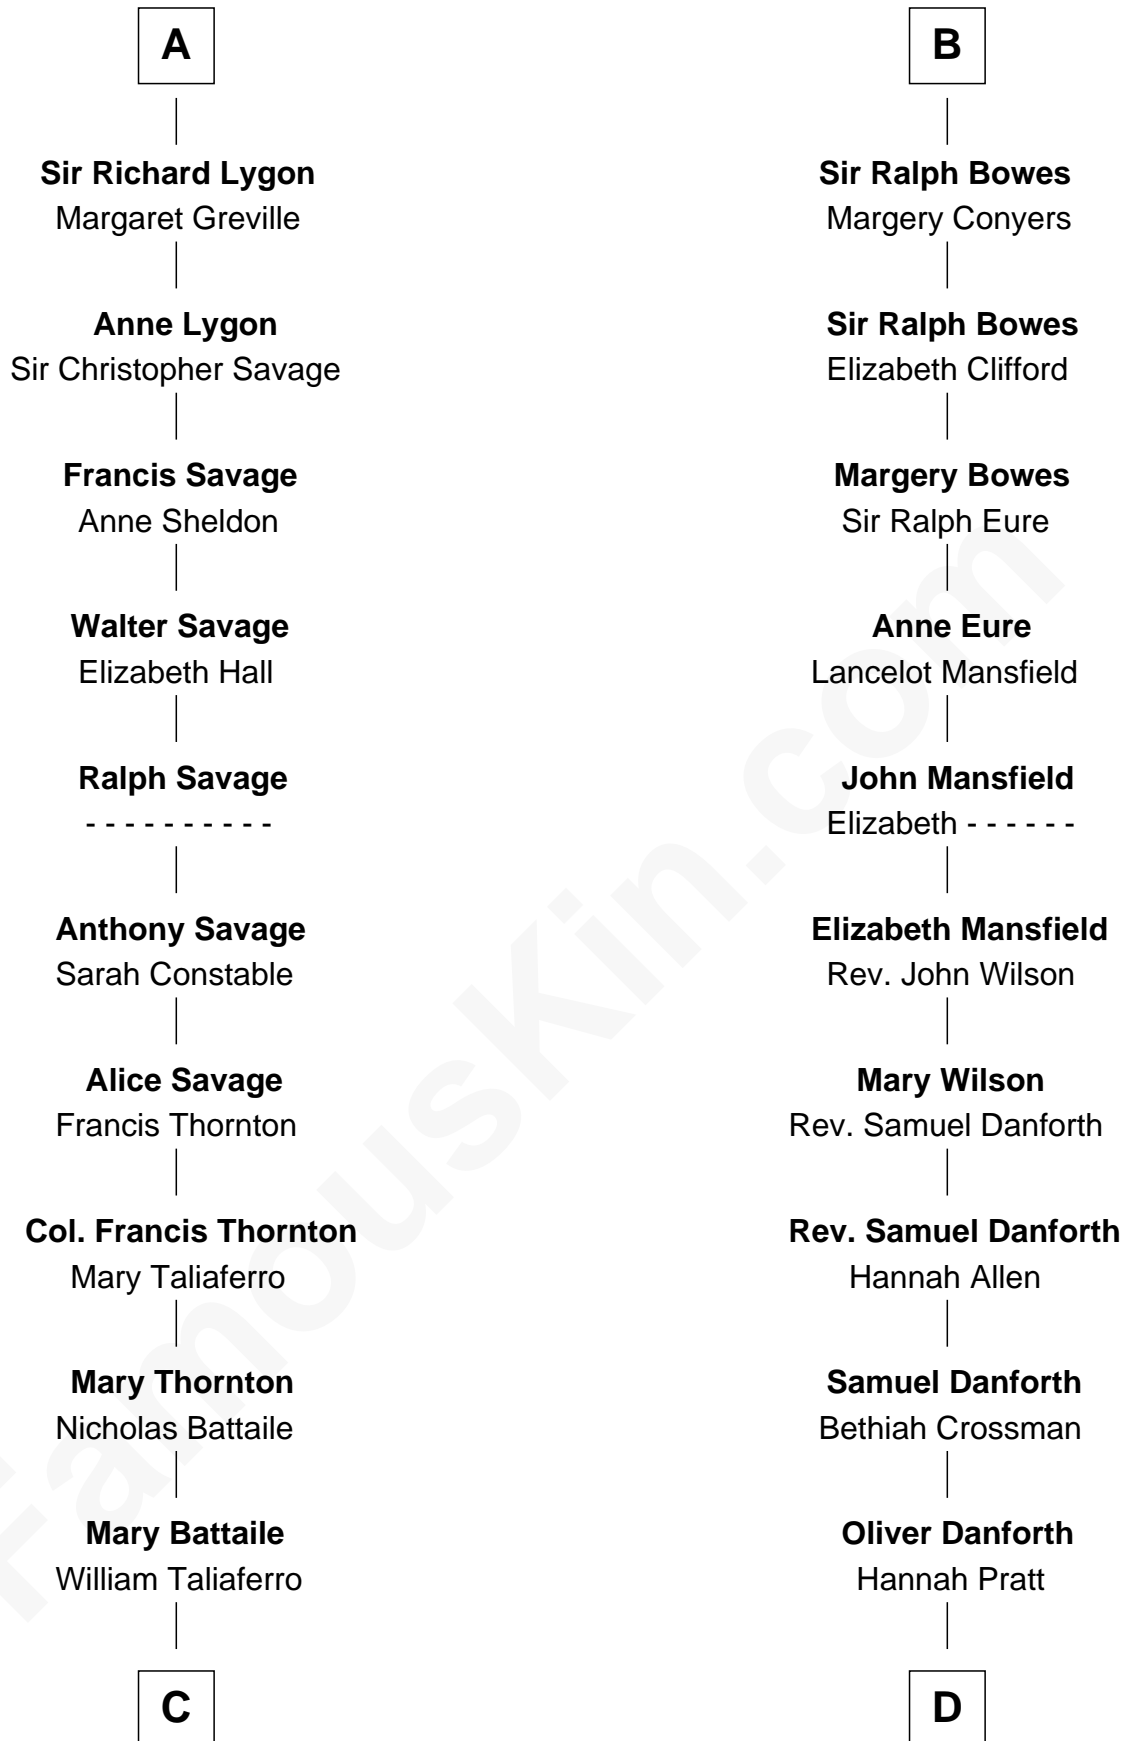 A
Sir Richard Lygon
Margaret Greville
Anne Lygon
Sir Christopher Savage
Francis Savage
Anne Sheldon
Walter Savage
Elizabeth Hall
Ralph Savage
- - - - - - - - - -
Anthony Savage
Sarah Constable
Alice Savage
Francis Thornton
Col. Francis Thornton
Mary Taliaferro
Mary Thornton
Nicholas Battaile
Mary Battaile
William Taliaferro
C
B
Sir Ralph Bowes
Margery Conyers
Sir Ralph Bowes
Elizabeth Clifford
Margery Bowes
Sir Ralph Eure
Anne Eure
Lancelot Mansfield
John Mansfield
Elizabeth - - - - - -
Elizabeth Mansfield
Rev. John Wilson
Mary Wilson
Rev. Samuel Danforth
Rev. Samuel Danforth
Hannah Allen
Samuel Danforth
Bethiah Crossman
Oliver Danforth
Hannah Pratt
D
FamousKin.com